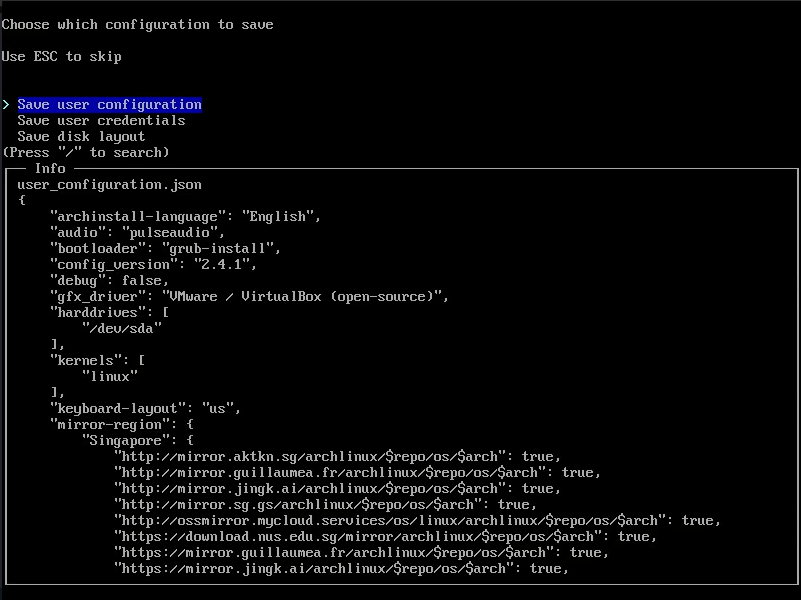 Choose which configuration to save
Use ESC to skip
> Save user configuration
Save user credentials
Save disk layout
(Press "/" to search)
Info
user_configuration.json
{
    "archinstall-language": "English",
    "audio": "pulseaudio",
    "bootloader": "grub-install",
    "config_version": "2.4.1",
    "debug": false,
    "gfx_driver": "VMware / VirtualBox (open-source)",
    "harddrives": [
        "/dev/sda"
    ],
    "kernels": [
        "linux"
    ],
    "keyboard-layout": "us",
    "mirror-region": {
        "Singapore": {
            "http://mirror.aktkn.sg/archlinux/$repo/os/$arch": true,
            "http://mirror.guillaumea.fr/archlinux/$repo/os/$arch": true,
            "http://mirror.jingk.ai/archlinux/$repo/os/$arch": true,
            "http://mirror.sg.gs/archlinux/$repo/os/$arch": true,
            "http://ossmirror.mycloud.services/os/linux/archlinux/$repo/os/$arch": true,
            "https://download.nus.edu.sg/mirror/archlinux/$repo/os/$arch": true,
            "https://mirror.guillaumea.fr/archlinux/$repo/os/$arch": true,
            "https://mirror.jingk.ai/archlinux/$repo/os/$arch": true,